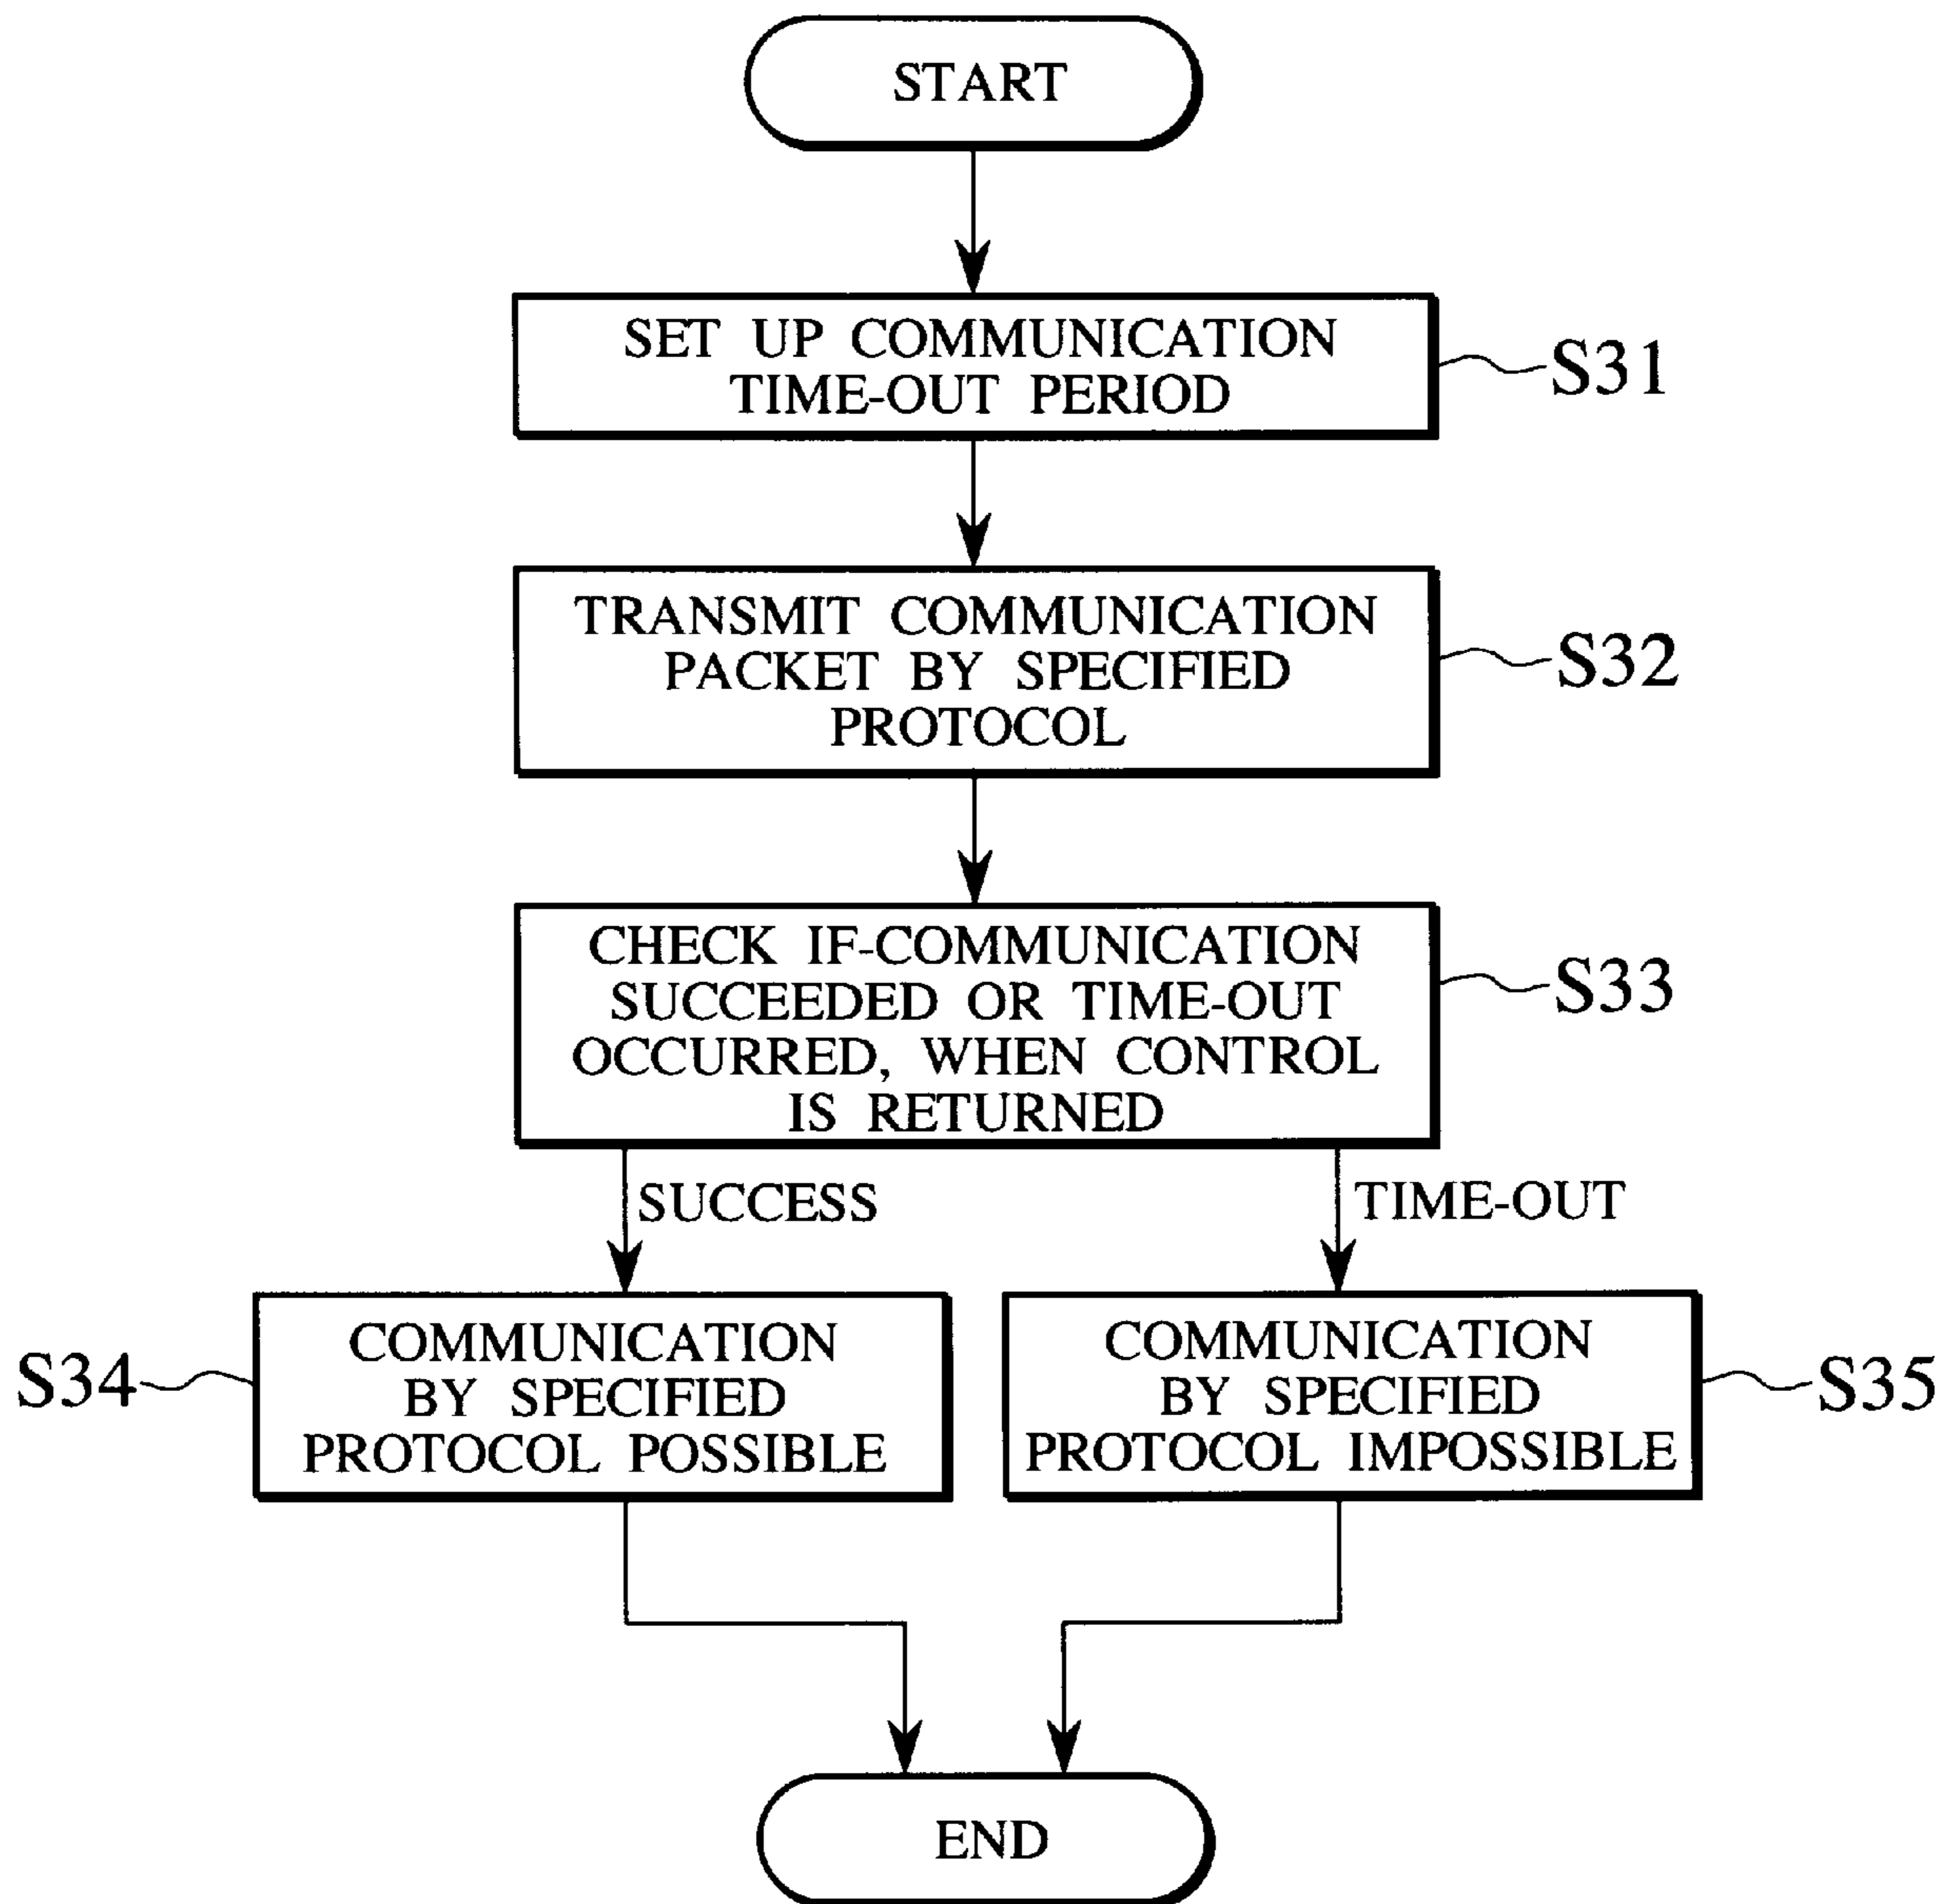 START
SET UP COMMUNICATION
TIME-OUT PERIOD
S31
TRANSMIT COMMUNICATION
PACKET BY SPECIFIED
PROTOCOL
S32
CHECK IF-COMMUNICATION
SUCCEEDED OR TIME-OUT
OCCURRED, WHEN CONTROL
IS RETURNED
S33
SUCCESS
TIME-OUT
S34
COMMUNICATION
BY SPECIFIED
PROTOCOL POSSIBLE
COMMUNICATION
BY SPECIFIED
PROTOCOL IMPOSSIBLE
S35
END